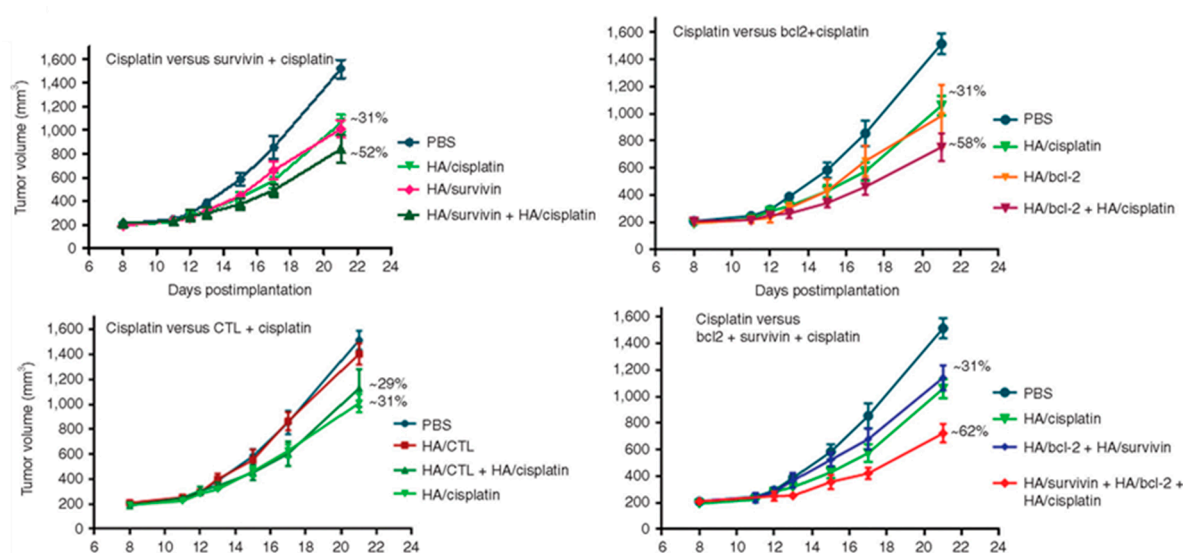 Cisplatin versus survivin + cisplatin
Tumor volume (mm³)
1,600
1,400
1,200
1,000
800
600
400
200
0
~31%
~52%
PBS
HA/cisplatin
HA/survivin
HA/survivin + HA/cisplatin
6 8 10 12 14 16 18 20 22 24
Days postimplantation
Cisplatin versus bcl2+cisplatin
Tumor volume (mm³)
1,600
1,400
1,200
1,000
800
600
400
200
0
~31%
~58%
PBS
HA/cisplatin
HA/bcl-2
HA/bcl-2 + HA/cisplatin
6 8 10 12 14 16 18 20 22 24
Days postimplantation
Cisplatin versus CTL + cisplatin
Tumor volume (mm³)
1,600
1,400
1,200
1,000
800
600
400
200
0
~29%
~31%
PBS
HA/CTL
HA/CTL + HA/cisplatin
HA/cisplatin
6 8 10 12 14 16 18 20 22 24
Cisplatin versus
bcl2 + survivin + cisplatin
Tumor volume (mm³)
1,600
1,400
1,200
1,000
800
600
400
200
0
~31%
~62%
PBS
HA/cisplatin
HA/bcl-2 + HA/survivin
HA/survivin + HA/bcl-2 +
HA/cisplatin
6 8 10 12 14 16 18 20 22 24